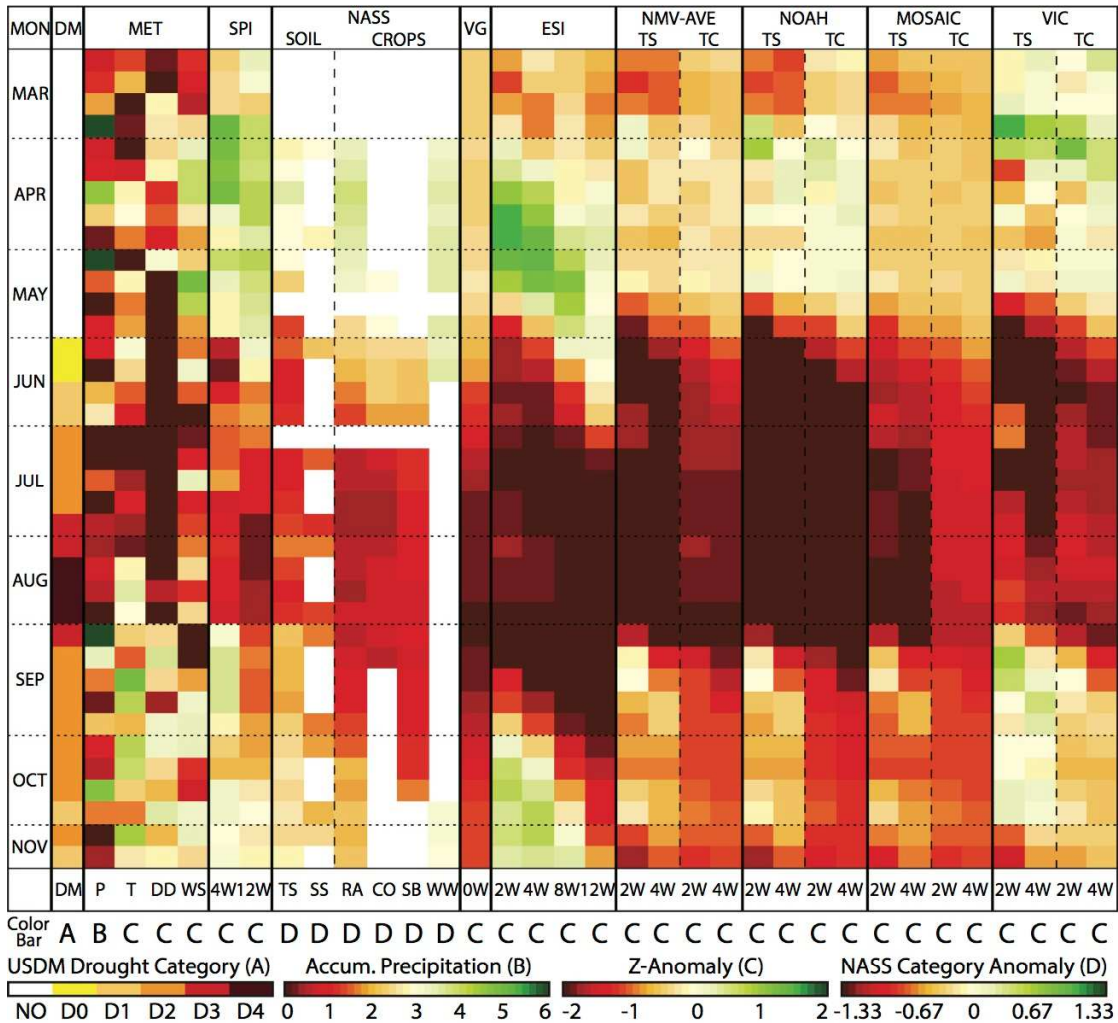 MON DM MET SPI NASS VG ESI NMV-AVE NOAH MOSAIC VIC
SOIL CROPS TS TC TS TC TS TC TS TC
MAR
APR
MAY
JUN
JUL
AUG
SEP
OCT
NOV
DM P T DD WS 4W 12W TS SS RA CO SB WW 0W 2W 4W 8W 12W 2W 4W 2W 4W 2W 4W 2W 4W 2W 4W 2W 4W 2W 4W 2W 4W
Color Bar A B C C C C C D D D D D D C C C C C C C C C C C C C C C C C C C C C
USDM Drought Category (A) Accum. Precipitation (B) Z-Anomaly (C) NASS Category Anomaly (D)
NO D0 D1 D2 D3 D4 0 1 2 3 4 5 6 -2 -1 0 1 2 -1.33 -0.67 0 0.67 1.33